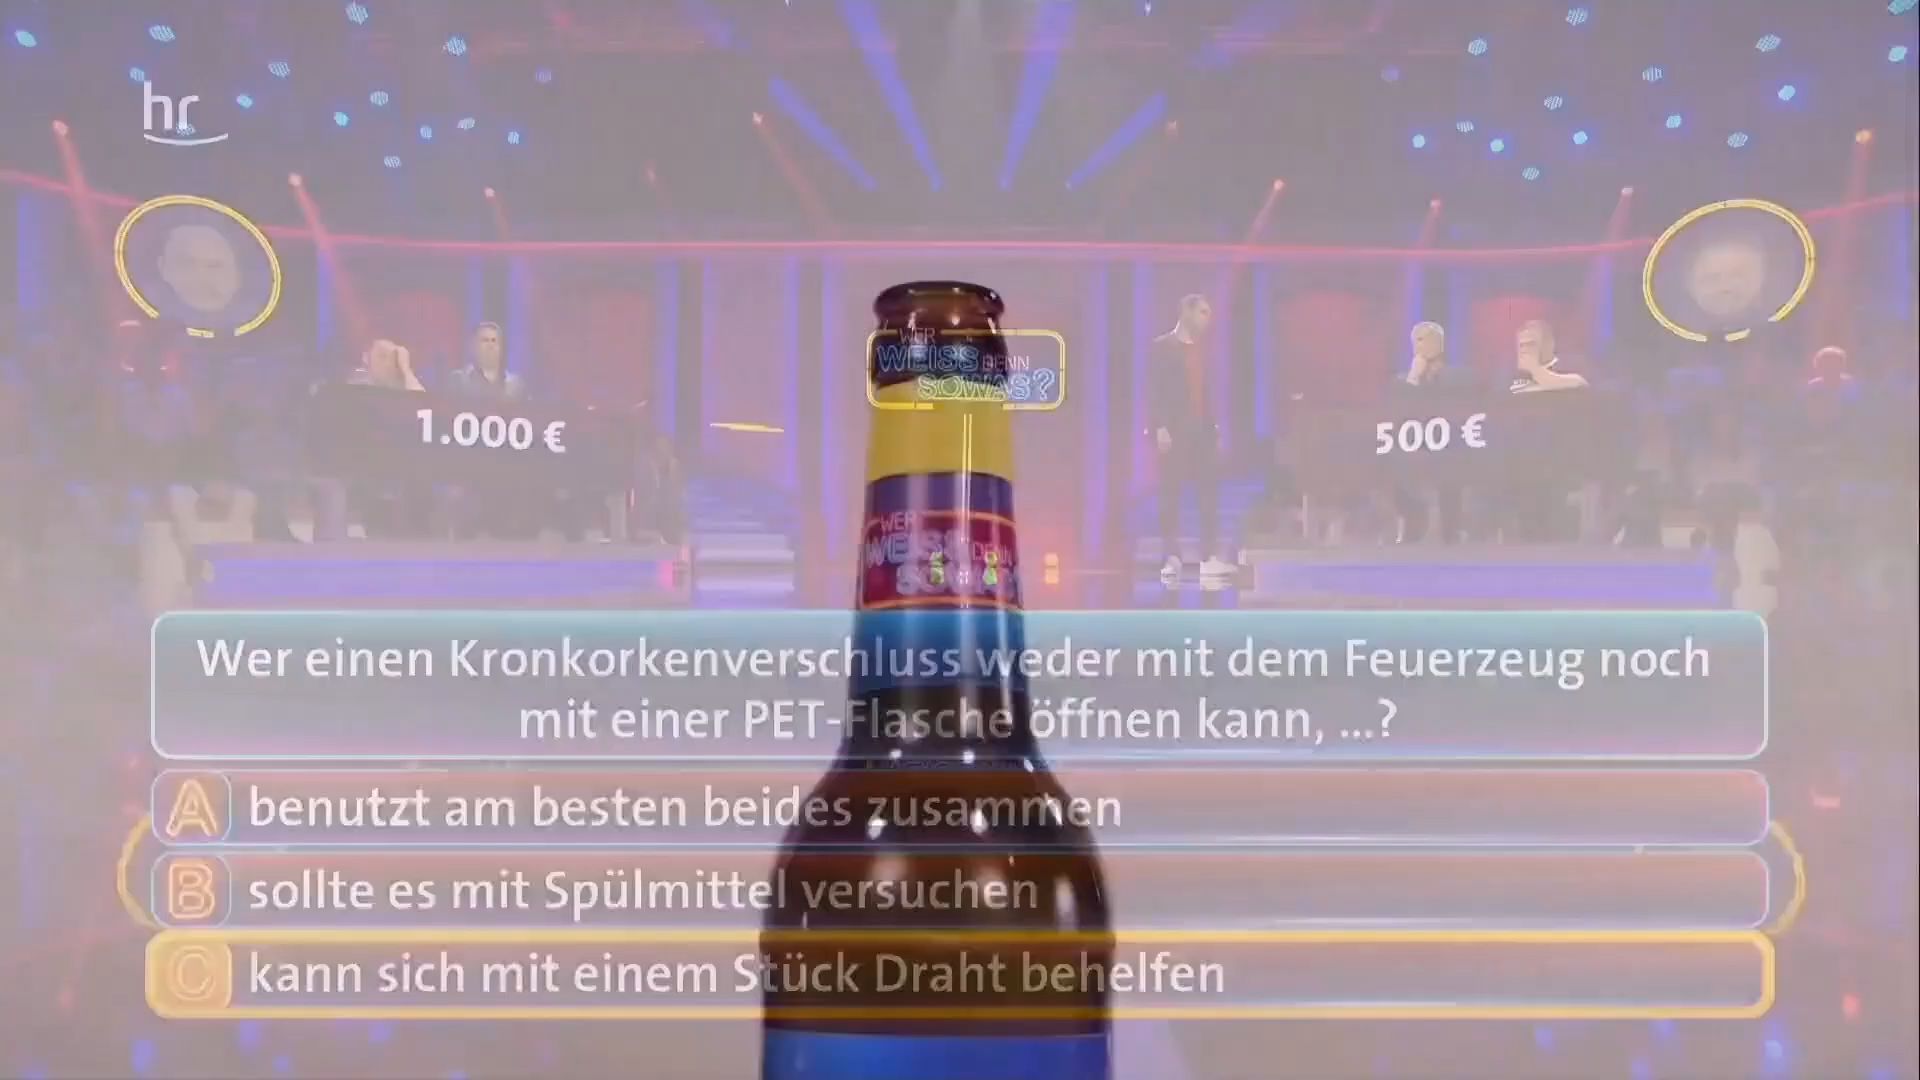 hr
WER
WEISS DENN
SOWAS?
1.000 €
500 €
WER
WEISS DENN
SOWAS
Wer einen Kronkorkenverschluss weder mit dem Feuerzeug noch
mit einer PET-Flasche öffnen kann, ...?
A benutzt am besten beides zusammen
B sollte es mit Spülmittel versuchen
C kann sich mit einem Stück Draht behelfen